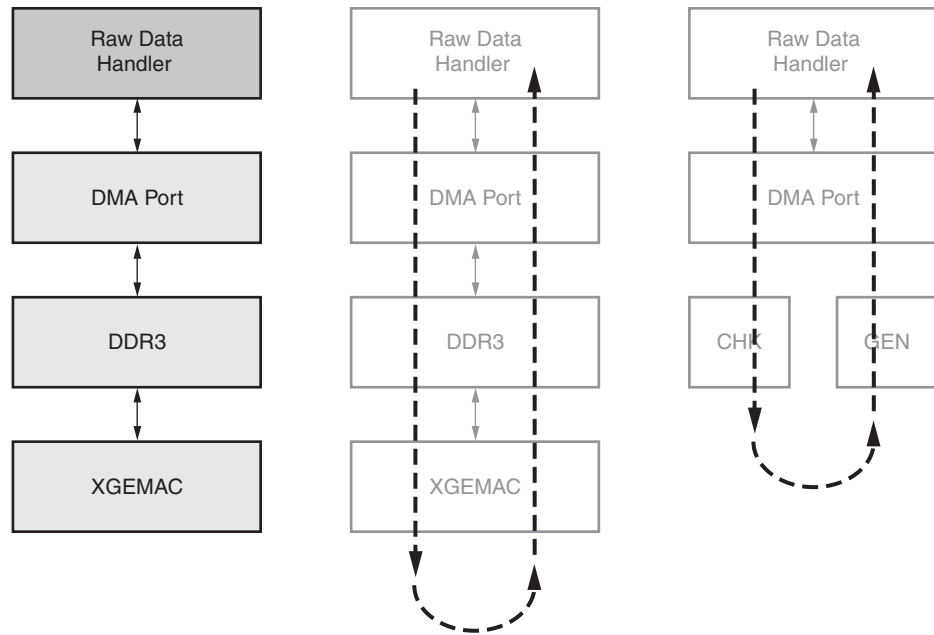 Raw Data
Handler
DMA Port
DDR3
XGEMAC
Raw Data
Handler
DMA Port
DDR3
XGEMAC
Raw Data
Handler
DMA Port
CHK
GEN